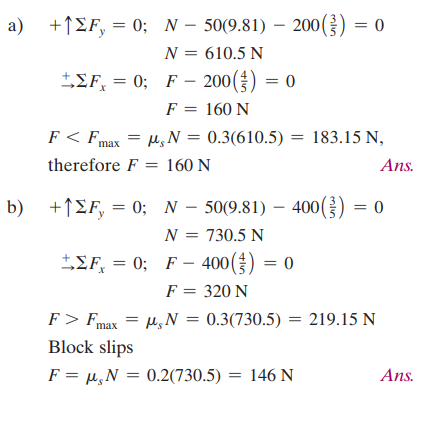 a) +↑ΣF_y = 0; N − 50(9.81) − 200(3/5) = 0
N = 610.5 N
⁺→ΣF_x = 0; F − 200(4/5) = 0
F = 160 N
F < F_max = μ_s N = 0.3(610.5) = 183.15 N,
therefore F = 160 N Ans.
b) +↑ΣF_y = 0; N − 50(9.81) − 400(3/5) = 0
N = 730.5 N
⁺→ΣF_x = 0; F − 400(4/5) = 0
F = 320 N
F > F_max = μ_s N = 0.3(730.5) = 219.15 N
Block slips
F = μ_s N = 0.2(730.5) = 146 N Ans.